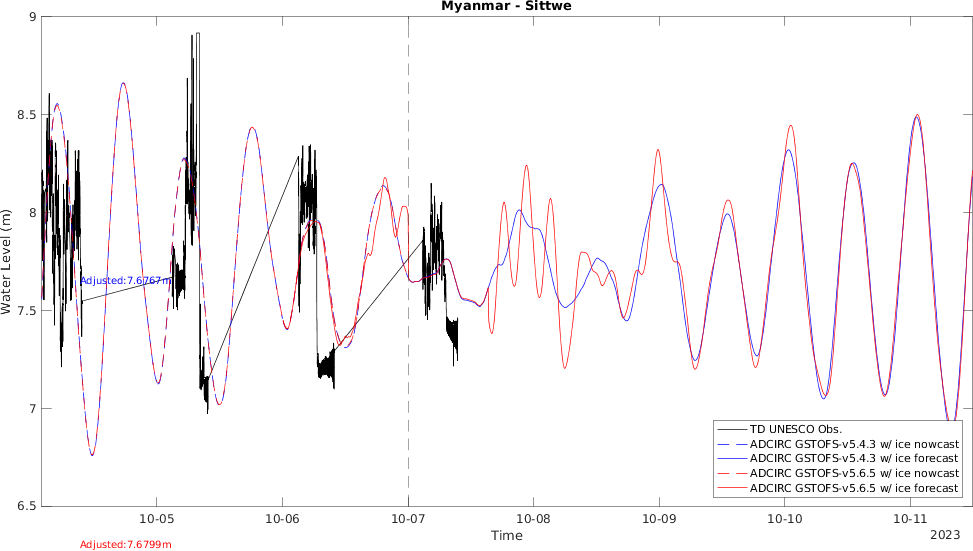 Myanmar - Sittwe
9
8.5
8
7.5
7
6.5
Water Level (m)
Adjusted:7.6767m
TD UNESCO Obs.
ADCIRC GSTOFS-v5.4.3 w/ ice nowcast
ADCIRC GSTOFS-v5.4.3 w/ ice forecast
ADCIRC GSTOFS-v5.6.5 w/ ice nowcast
ADCIRC GSTOFS-v5.6.5 w/ ice forecast
10-05 10-06 10-07 10-08 10-09 10-10 10-11
Time
2023
Adjusted:7.6799m